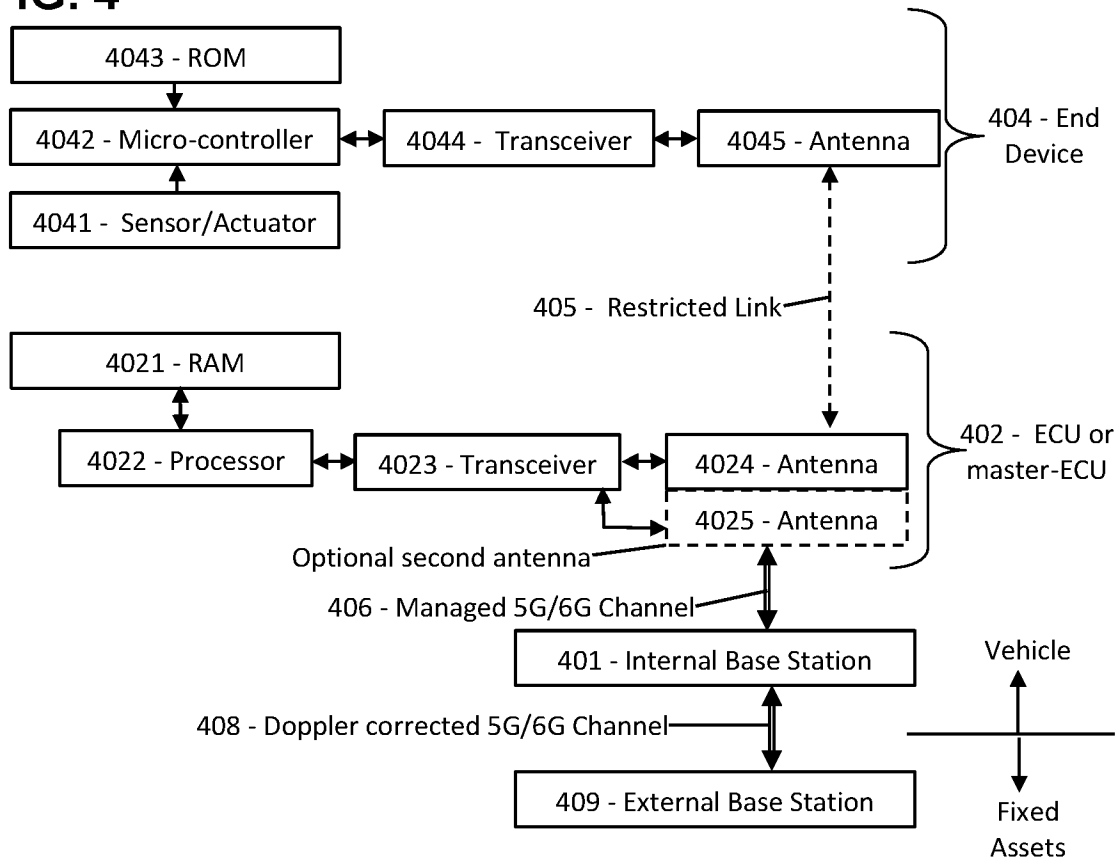 IG. 4
4043 - ROM
4042 - Micro-controller
4044 - Transceiver
4045 - Antenna
404 - End
Device
4041 - Sensor/Actuator
405 - Restricted Link
4021 - RAM
4022 - Processor
4023 - Transceiver
4024 - Antenna
402 - ECU or
master-ECU
4025 - Antenna
Optional second antenna
406 - Managed 5G/6G Channel
401 - Internal Base Station
Vehicle
408 - Doppler corrected 5G/6G Channel
409 - External Base Station
Fixed
Assets